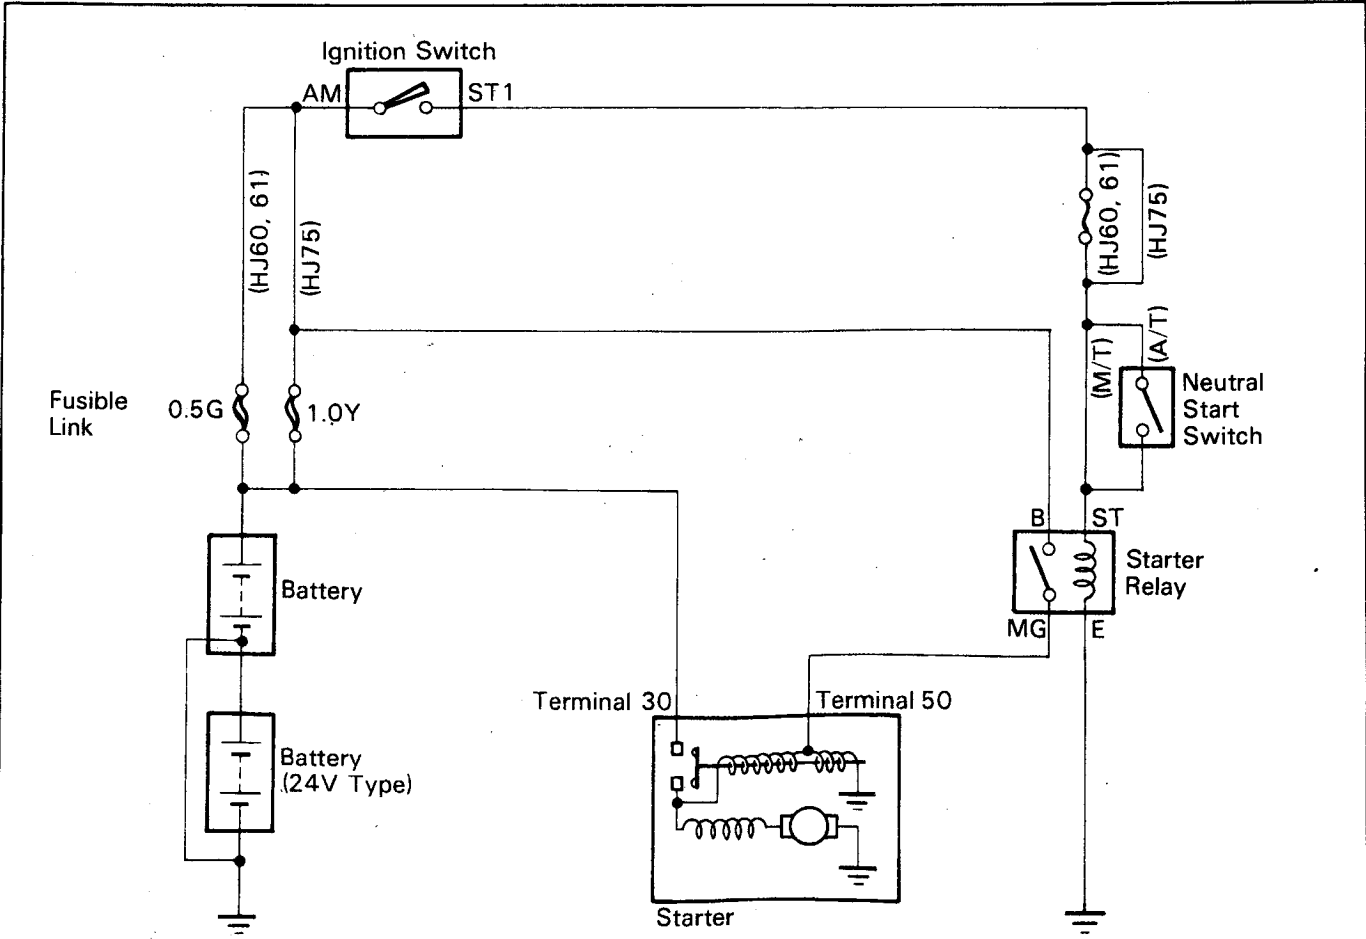 Ignition Switch
AM
ST1
(HJ60, 61)
(HJ75)
(HJ60, 61)
(HJ75)
(M/T)
(A/T)
Fusible
Link
0.5G
1.0Y
Neutral
Start
Switch
B
ST
Starter
Relay
MG
E
Battery
Terminal 30
Terminal 50
Battery
(24V Type)
Starter